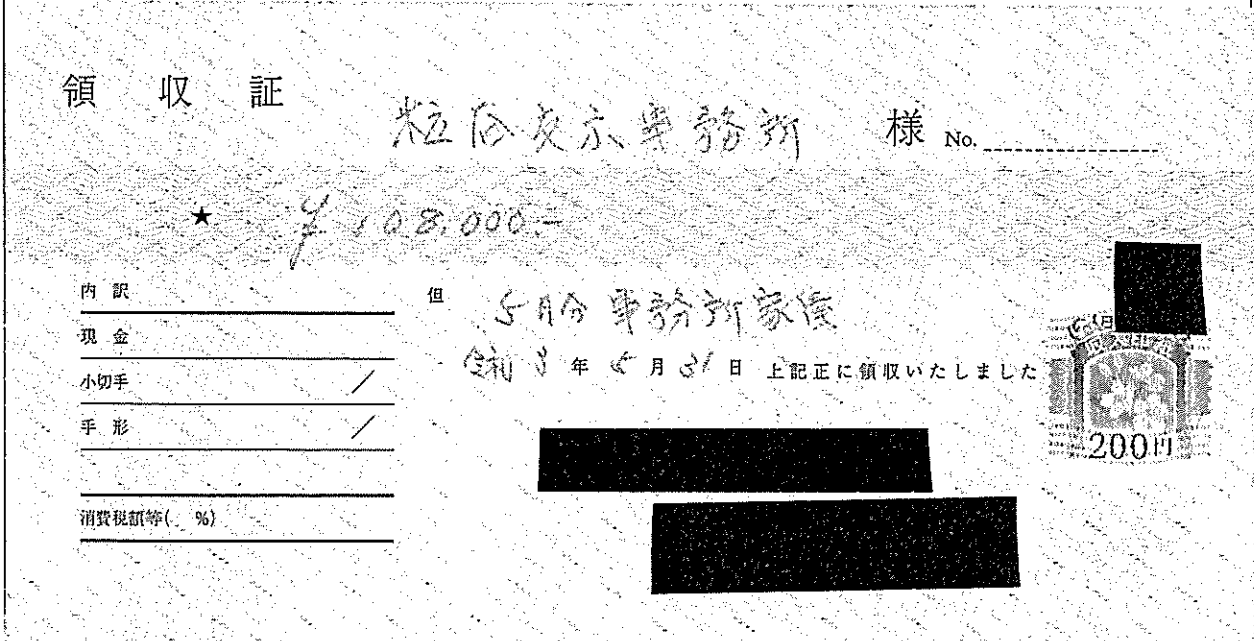 領収証
粒谷友示事務所 様 No.
★ ¥108,000-
内訳
現金
小切手 /
手形 /
消費税額等( %)
但 5月分事務所家賃
令和3年5月31日 上記正に領収いたしました
200円